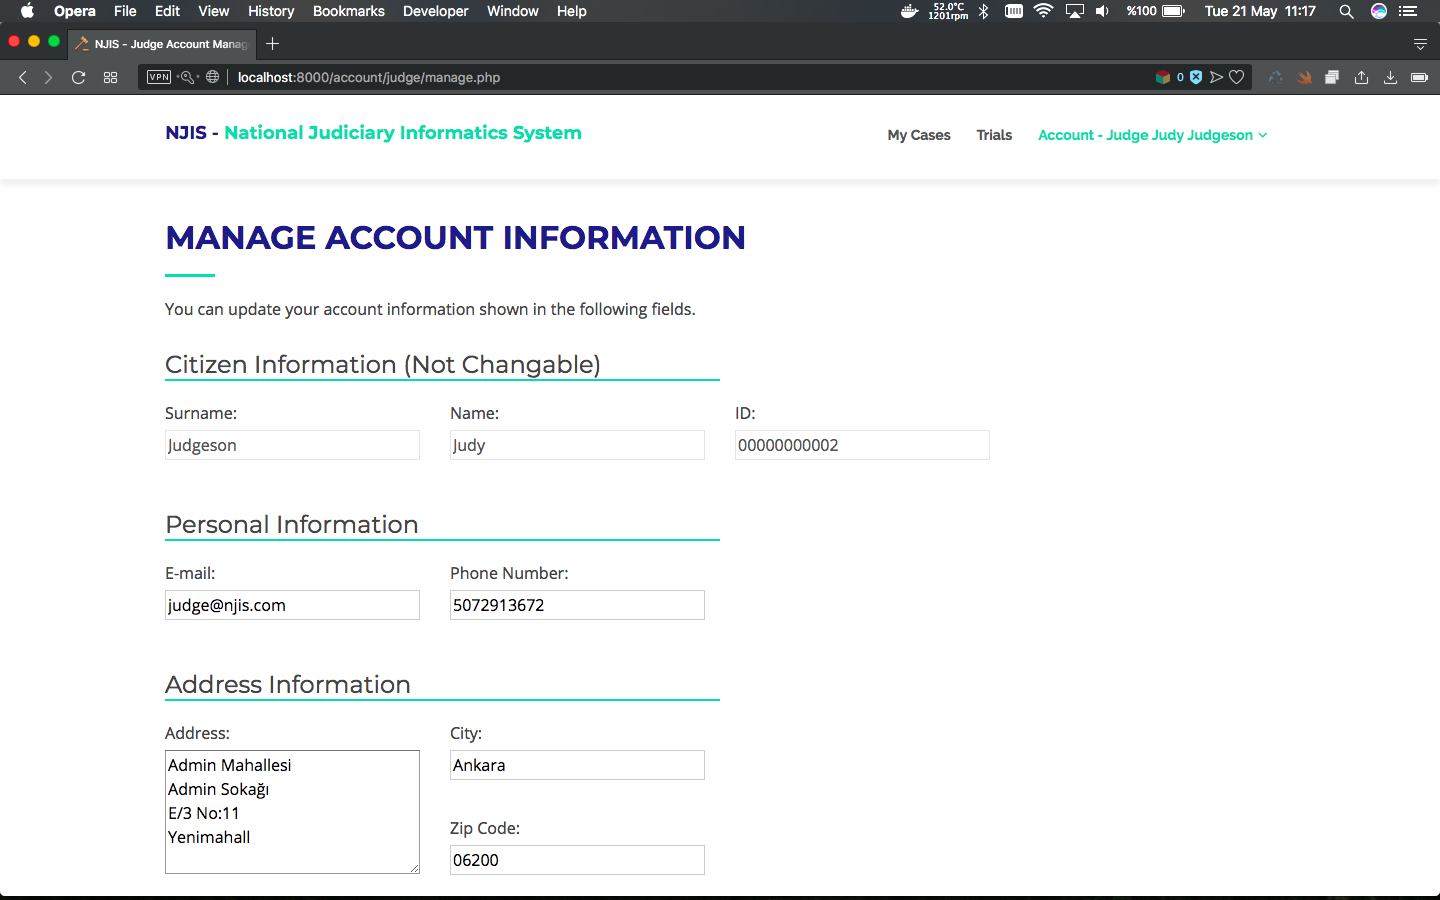 Opera File Edit View History Bookmarks Developer Window Help
52.0°C
1201rpm
%100
Tue 21 May 11:17
NJIS - Judge Account Manag
VPN
localhost:8000/account/judge/manage.php
0
NJIS - National Judiciary Informatics System
My Cases
Trials
Account - Judge Judy Judgeson
MANAGE ACCOUNT INFORMATION
You can update your account information shown in the following fields.
Citizen Information (Not Changable)
Surname: Name: ID:
Judgeson Judy 00000000002
Personal Information
E-mail: Phone Number:
judge@njis.com 5072913672
Address Information
Address: City:
Admin Mahallesi Ankara
Admin Sokağı
E/3 No:11
Yenimahall
Zip Code:
06200